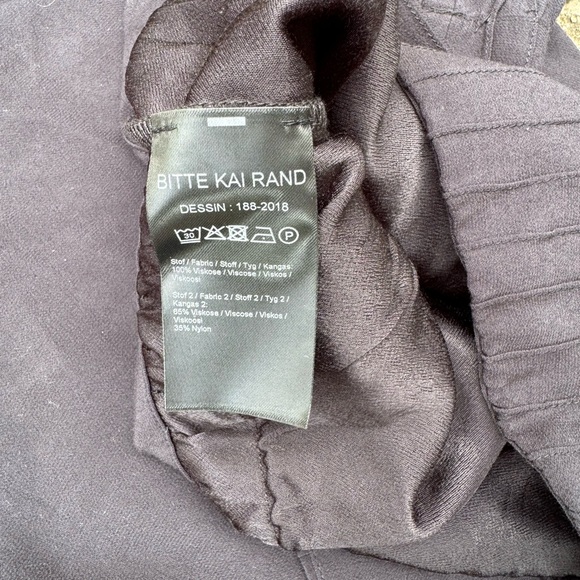 BITTE KAI RAND
DESSIN : 188-2018
30 P
Stof / Fabric / Stoff / Tyg / Kangas:
100% Viskose / Viscose / Viskos /
Viskoosi
Stof 2 / Fabric 2 / Stoff 2 / Tyg 2 /
Kangas 2:
65% Viskose / Viscose / Viskos /
Viskoosi
35% Nylon